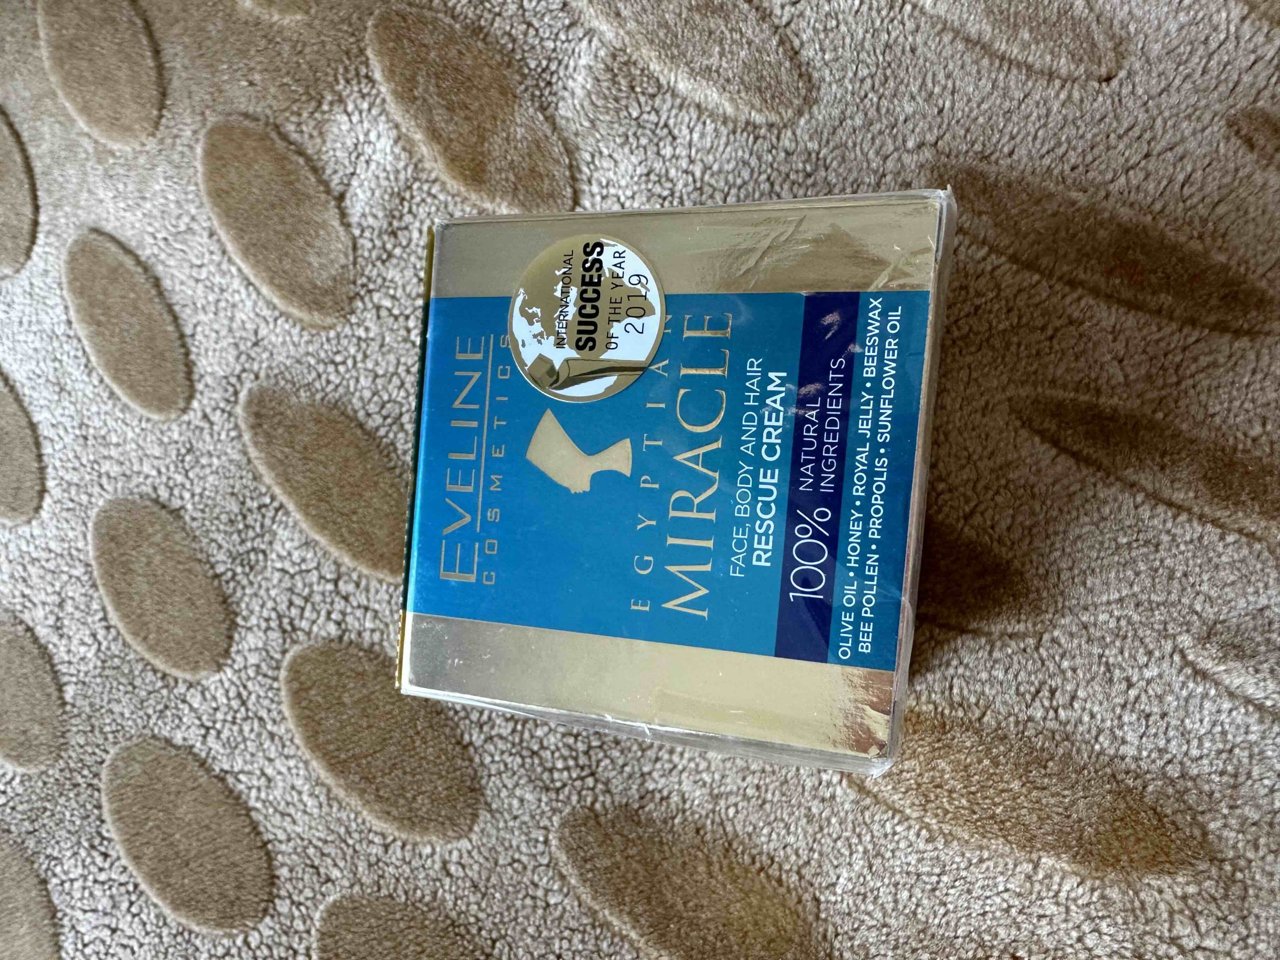 EVELINE
COSMETICS
INTERNATIONAL
SUCCESS
OF THE YEAR
2019
EGYPTIAN
MIRACLE
FACE, BODY AND HAIR
RESCUE CREAM
100% NATURAL
INGREDIENTS
OLIVE OIL • HONEY • ROYAL JELLY • BEESWAX
BEE POLLEN • PROPOLIS • SUNFLOWER OIL